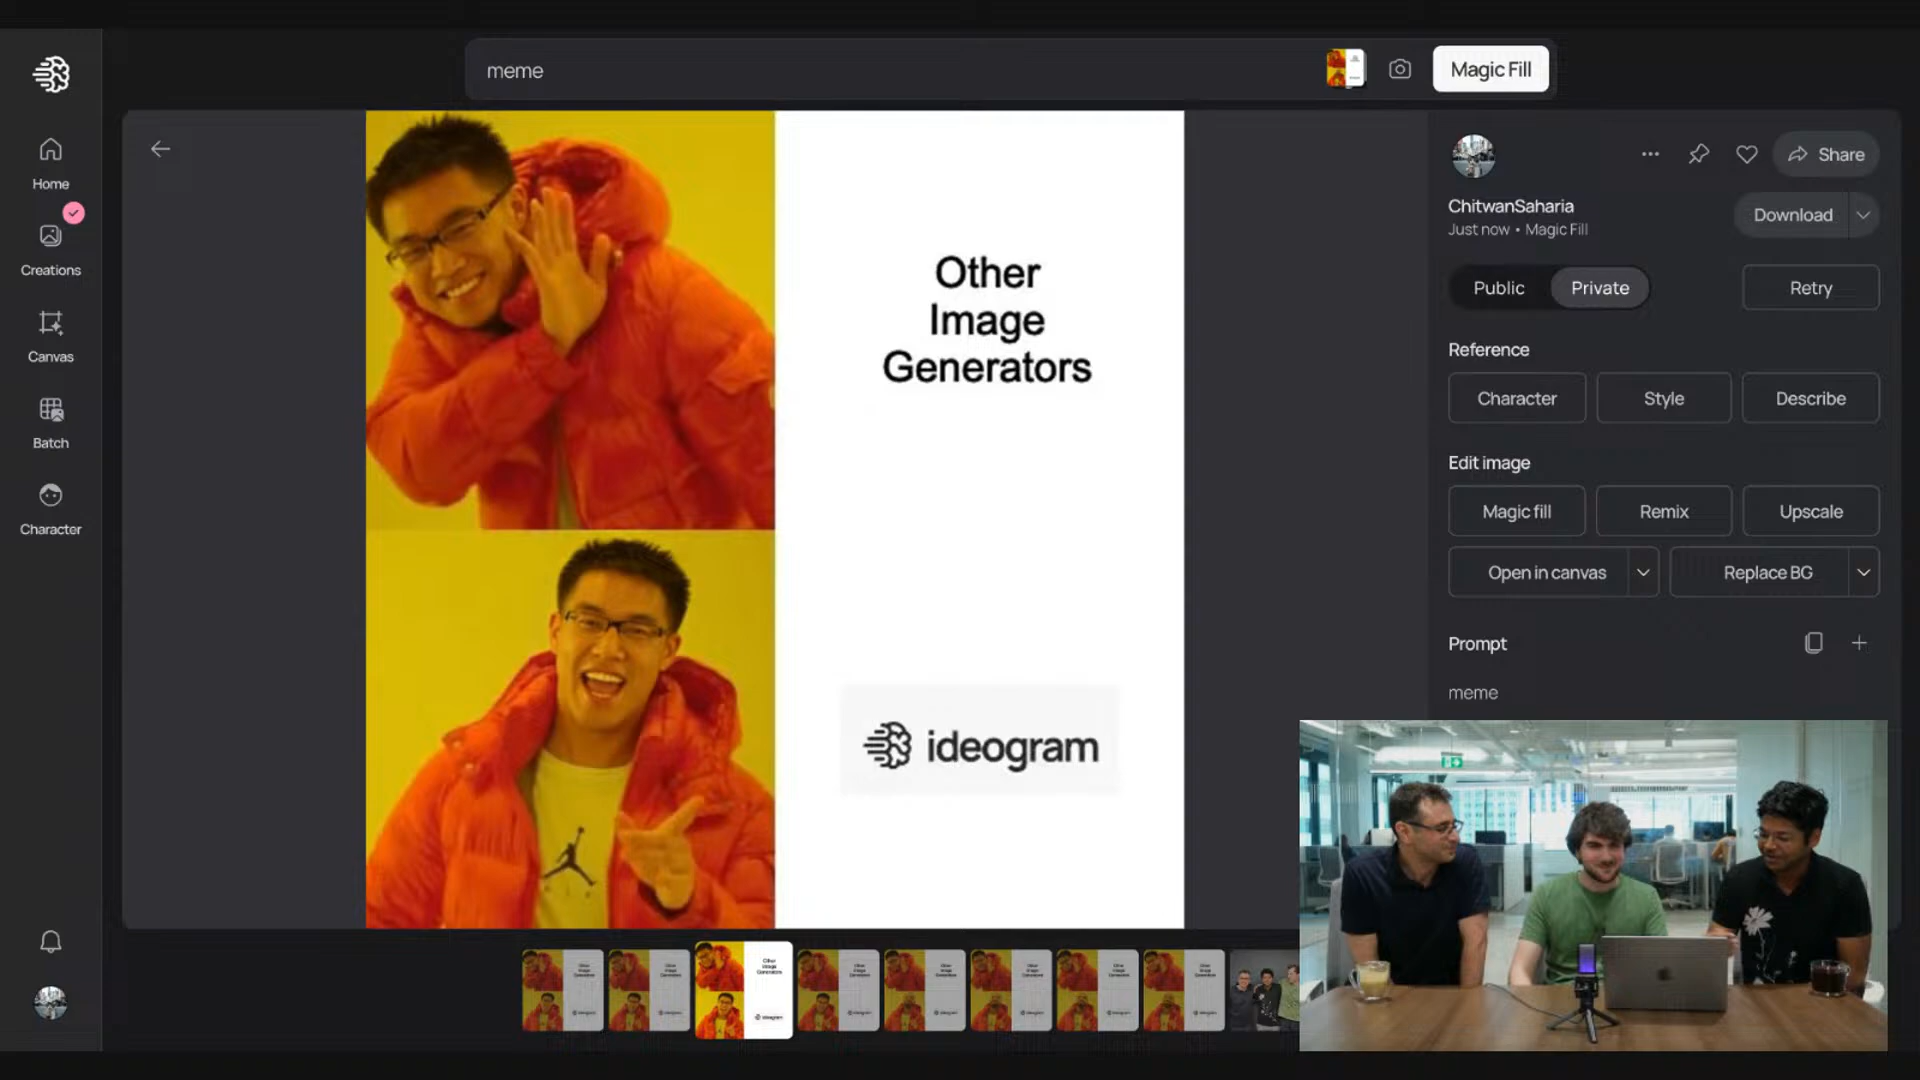 meme
Magic Fill
Home
Creations
Canvas
Batch
Character
Other
Image
Generators
ideogram
Share
ChitwanSaharia
Just now • Magic Fill
Download
Public
Private
Retry
Reference
Character
Style
Describe
Edit image
Magic fill
Remix
Upscale
Open in canvas
Replace BG
Prompt
meme